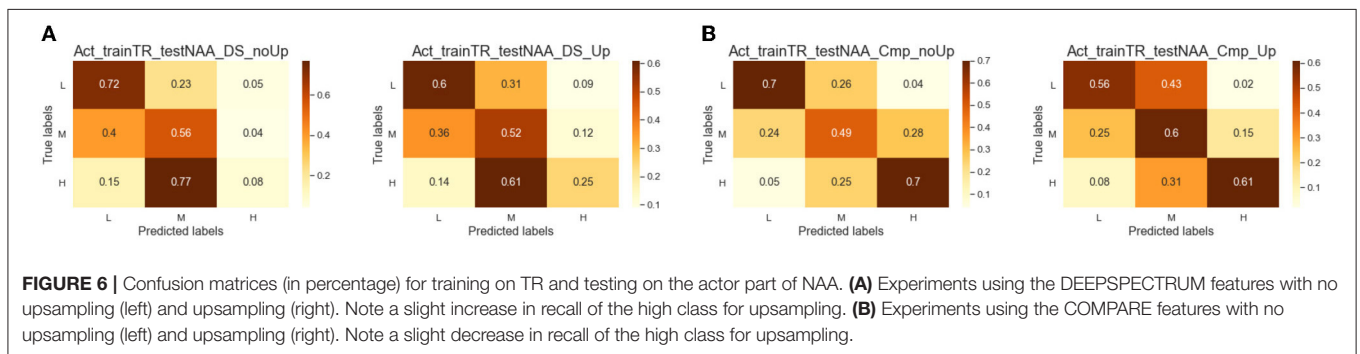 A
B
Act_trainTR_testNAA_DS_noUp
Act_trainTR_testNAA_DS_Up
Act_trainTR_testNAA_Cmp_noUp
Act_trainTR_testNAA_Cmp_Up
True labels
L 0.72 0.23 0.05
M 0.4 0.56 0.04
H 0.15 0.77 0.08
L M H
Predicted labels
0.6
0.4
0.2
True labels
L 0.6 0.31 0.09
M 0.36 0.52 0.12
H 0.14 0.61 0.25
L M H
Predicted labels
0.6
0.5
0.4
0.3
0.2
0.1
True labels
L 0.7 0.26 0.04
M 0.24 0.49 0.28
H 0.05 0.25 0.7
L M H
Predicted labels
0.7
0.6
0.5
0.4
0.3
0.2
0.1
True labels
L 0.56 0.43 0.02
M 0.25 0.6 0.15
H 0.08 0.31 0.61
L M H
Predicted labels
0.6
0.5
0.4
0.3
0.2
0.1
FIGURE 6 | Confusion matrices (in percentage) for training on TR and testing on the actor part of NAA. (A) Experiments using the DEEPSPECTRUM features with no
upsampling (left) and upsampling (right). Note a slight increase in recall of the high class for upsampling. (B) Experiments using the COMPARE features with no
upsampling (left) and upsampling (right). Note a slight decrease in recall of the high class for upsampling.